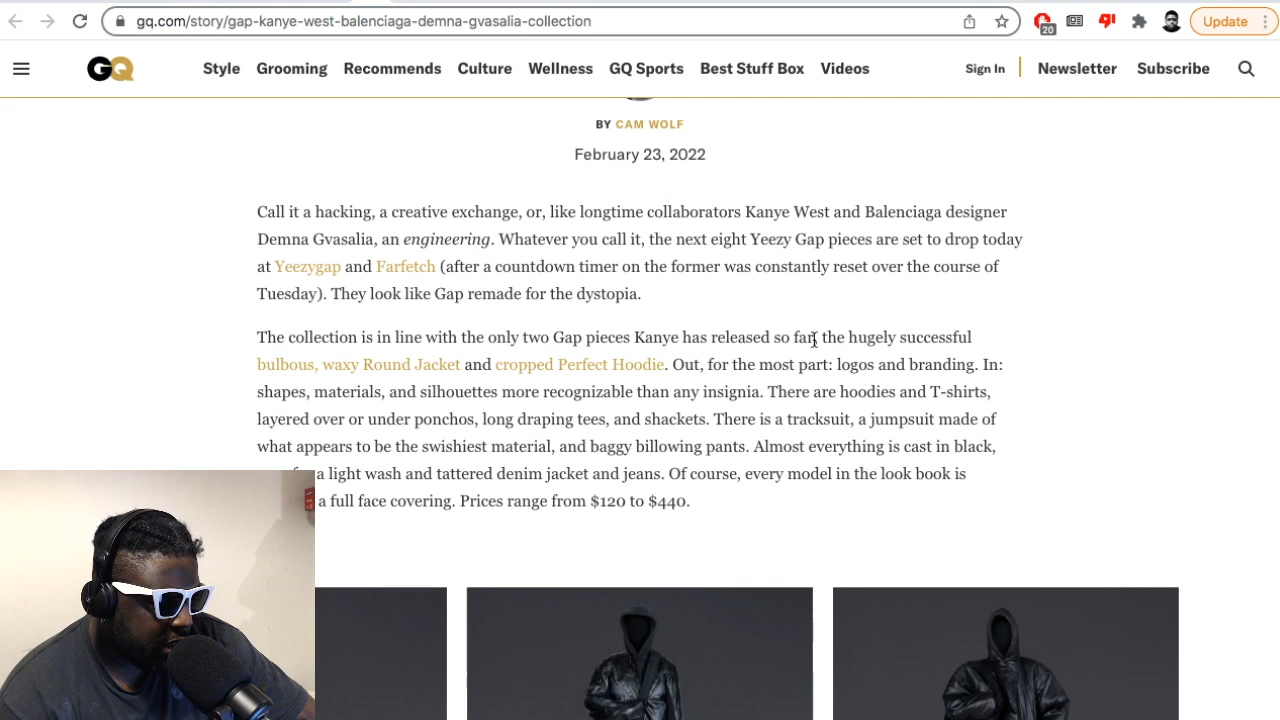 gq.com/story/gap-kanye-west-balenciaga-demna-gvasalia-collection
20
Update
GQ
Style Grooming Recommends Culture Wellness GQ Sports Best Stuff Box Videos
Sign In Newsletter Subscribe
BY CAM WOLF
February 23, 2022
Call it a hacking, a creative exchange, or, like longtime collaborators Kanye West and Balenciaga designer
Demna Gvasalia, an engineering. Whatever you call it, the next eight Yeezy Gap pieces are set to drop today
at Yeezygap and Farfetch (after a countdown timer on the former was constantly reset over the course of
Tuesday). They look like Gap remade for the dystopia.
The collection is in line with the only two Gap pieces Kanye has released so far, the hugely successful
bulbous, waxy Round Jacket and cropped Perfect Hoodie. Out, for the most part: logos and branding. In:
shapes, materials, and silhouettes more recognizable than any insignia. There are hoodies and T-shirts,
layered over or under ponchos, long draping tees, and shackets. There is a tracksuit, a jumpsuit made of
what appears to be the swishiest material, and baggy billowing pants. Almost everything is cast in black,
a light wash and tattered denim jacket and jeans. Of course, every model in the look book is
a full face covering. Prices range from $120 to $440.